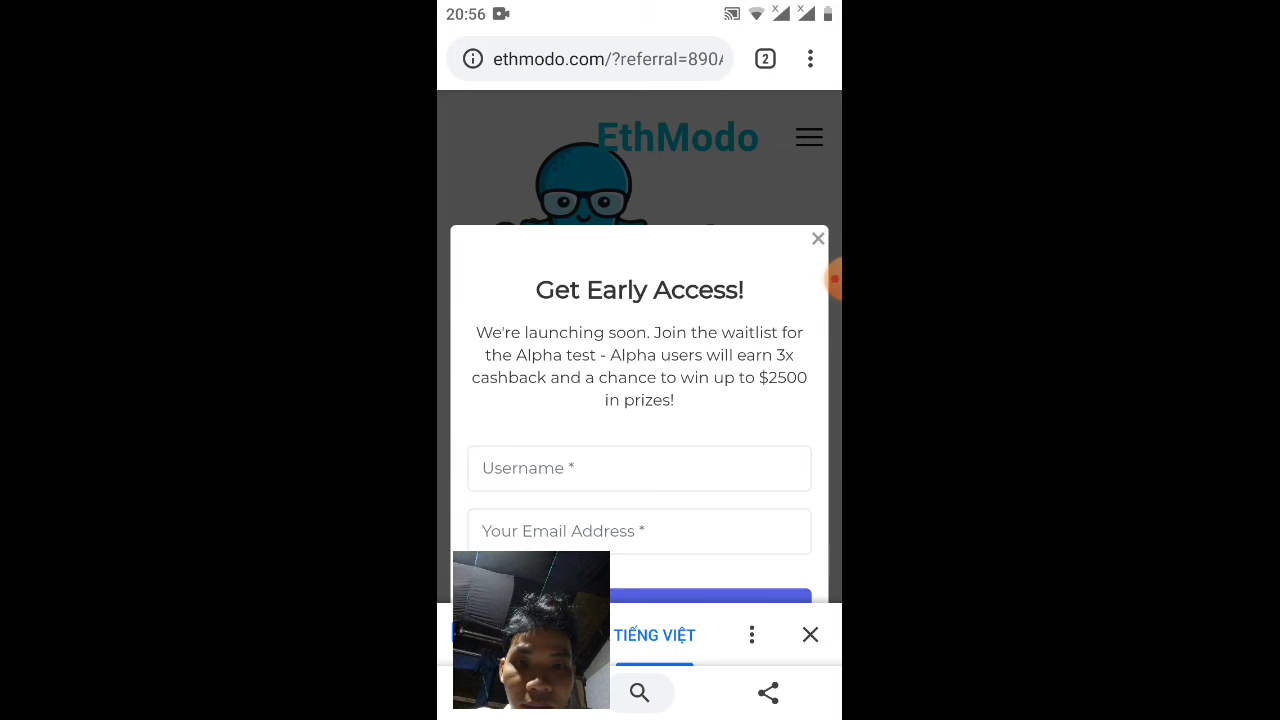 20:56
ethmodo.com/?referral=890
2
EthModo
Get Early Access!
We're launching soon. Join the waitlist for
the Alpha test - Alpha users will earn 3x
cashback and a chance to win up to $2500
in prizes!
Username *
Your Email Address *
TIẾNG VIỆT